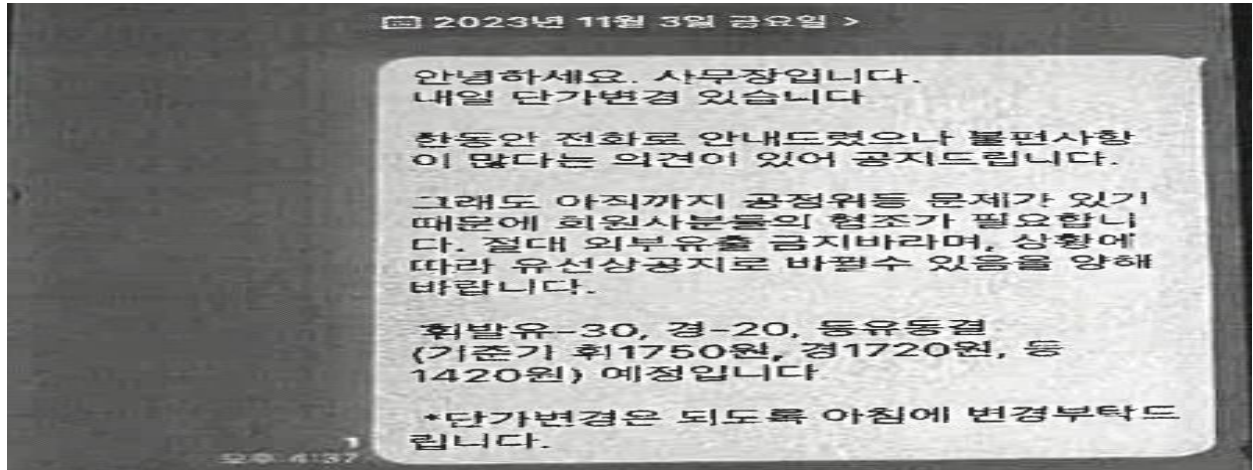 2023년 11월 3일 금요일 >
안녕하세요. 사무장입니다.
내일 단가변경 있습니다
한동안 전화로 안내드렸으나 불편사항
이 많다는 의견이 있어 공지드립니다.
그래도 아직까지 공정위등 문제가 있기
때문에 회원사분들의 협조가 필요합니
다. 절대 외부유출 금지바라며, 상황에
따라 유선상공지로 바뀔수 있음을 양해
바랍니다.
휘발유-30, 경-20, 등유동결
(기준가 휘1750원, 경1720원, 등
1420원) 예정입니다
*단가변경은 되도록 아침에 변경부탁드
립니다.
1
오후 4:37